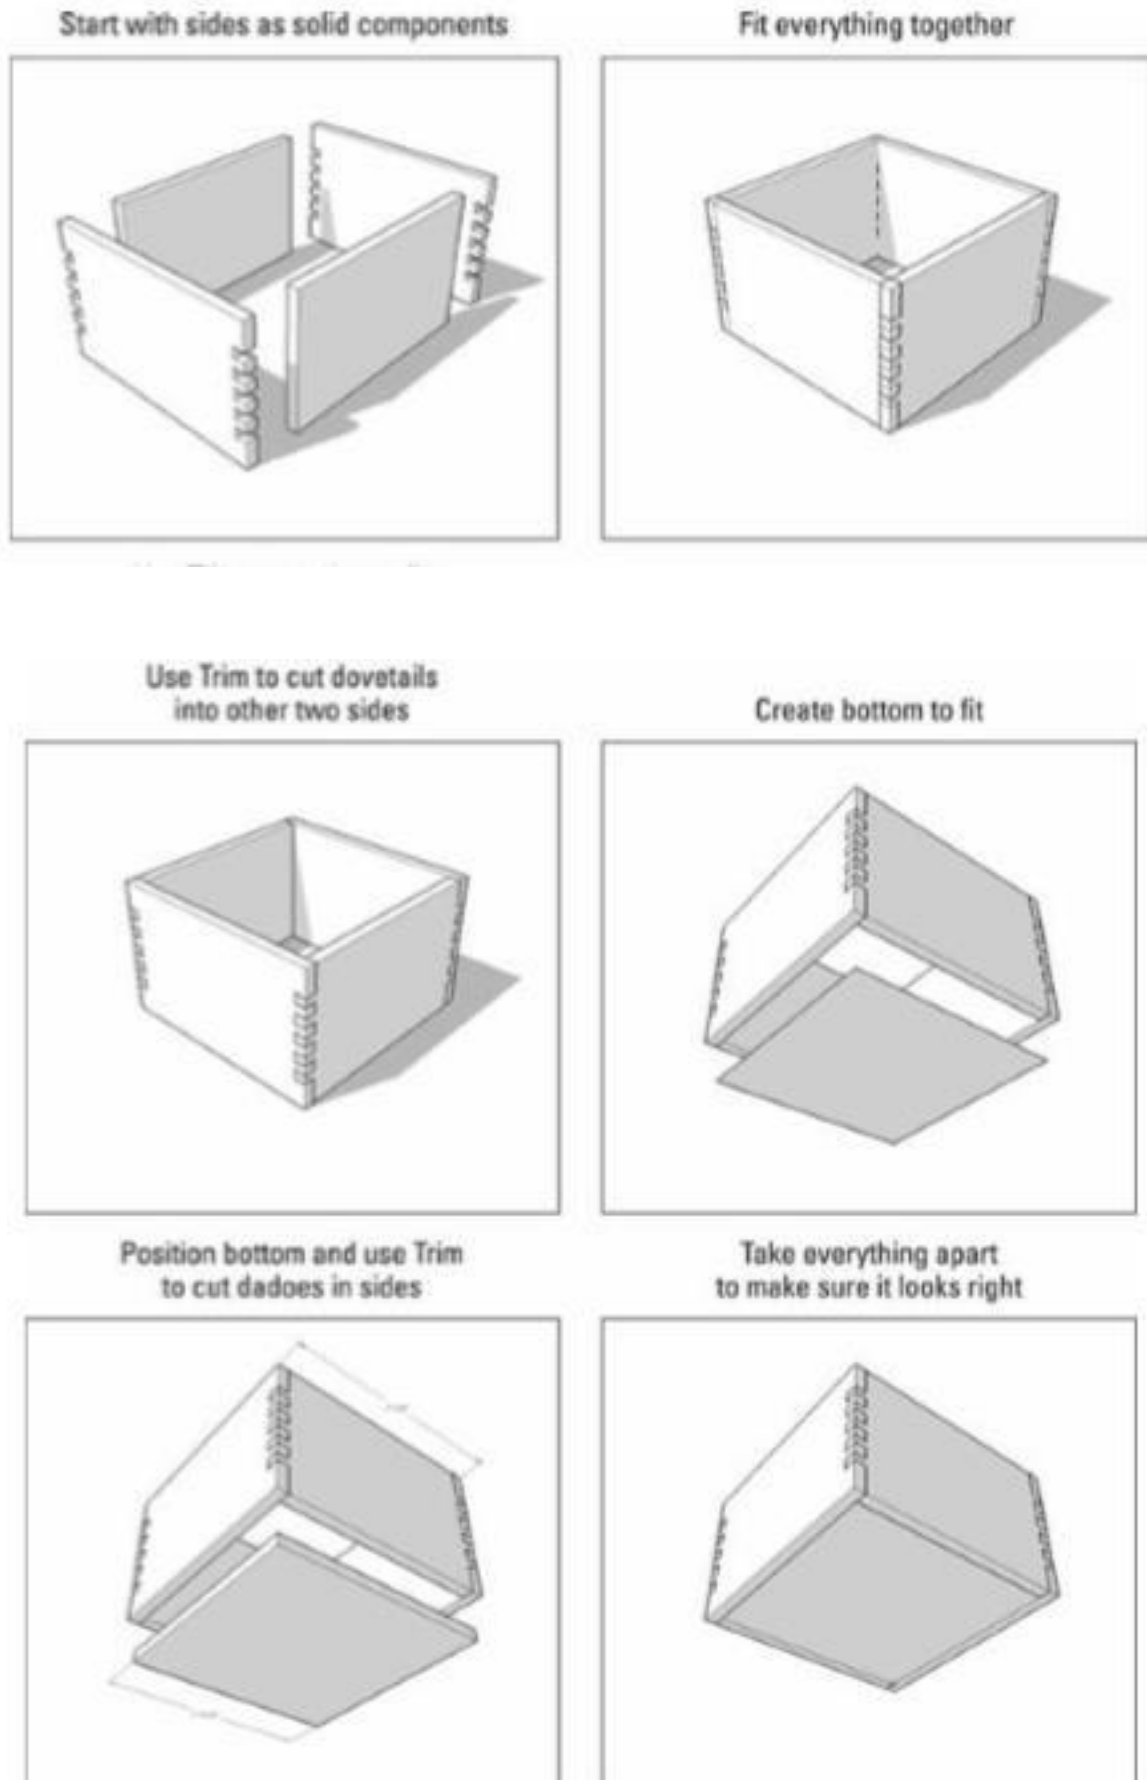 Start with sides as solid components
Fit everything together
Use Trim to cut dovetails
into other two sides
Create bottom to fit
Position bottom and use Trim
to cut dadoes in sides
Take everything apart
to make sure it looks right